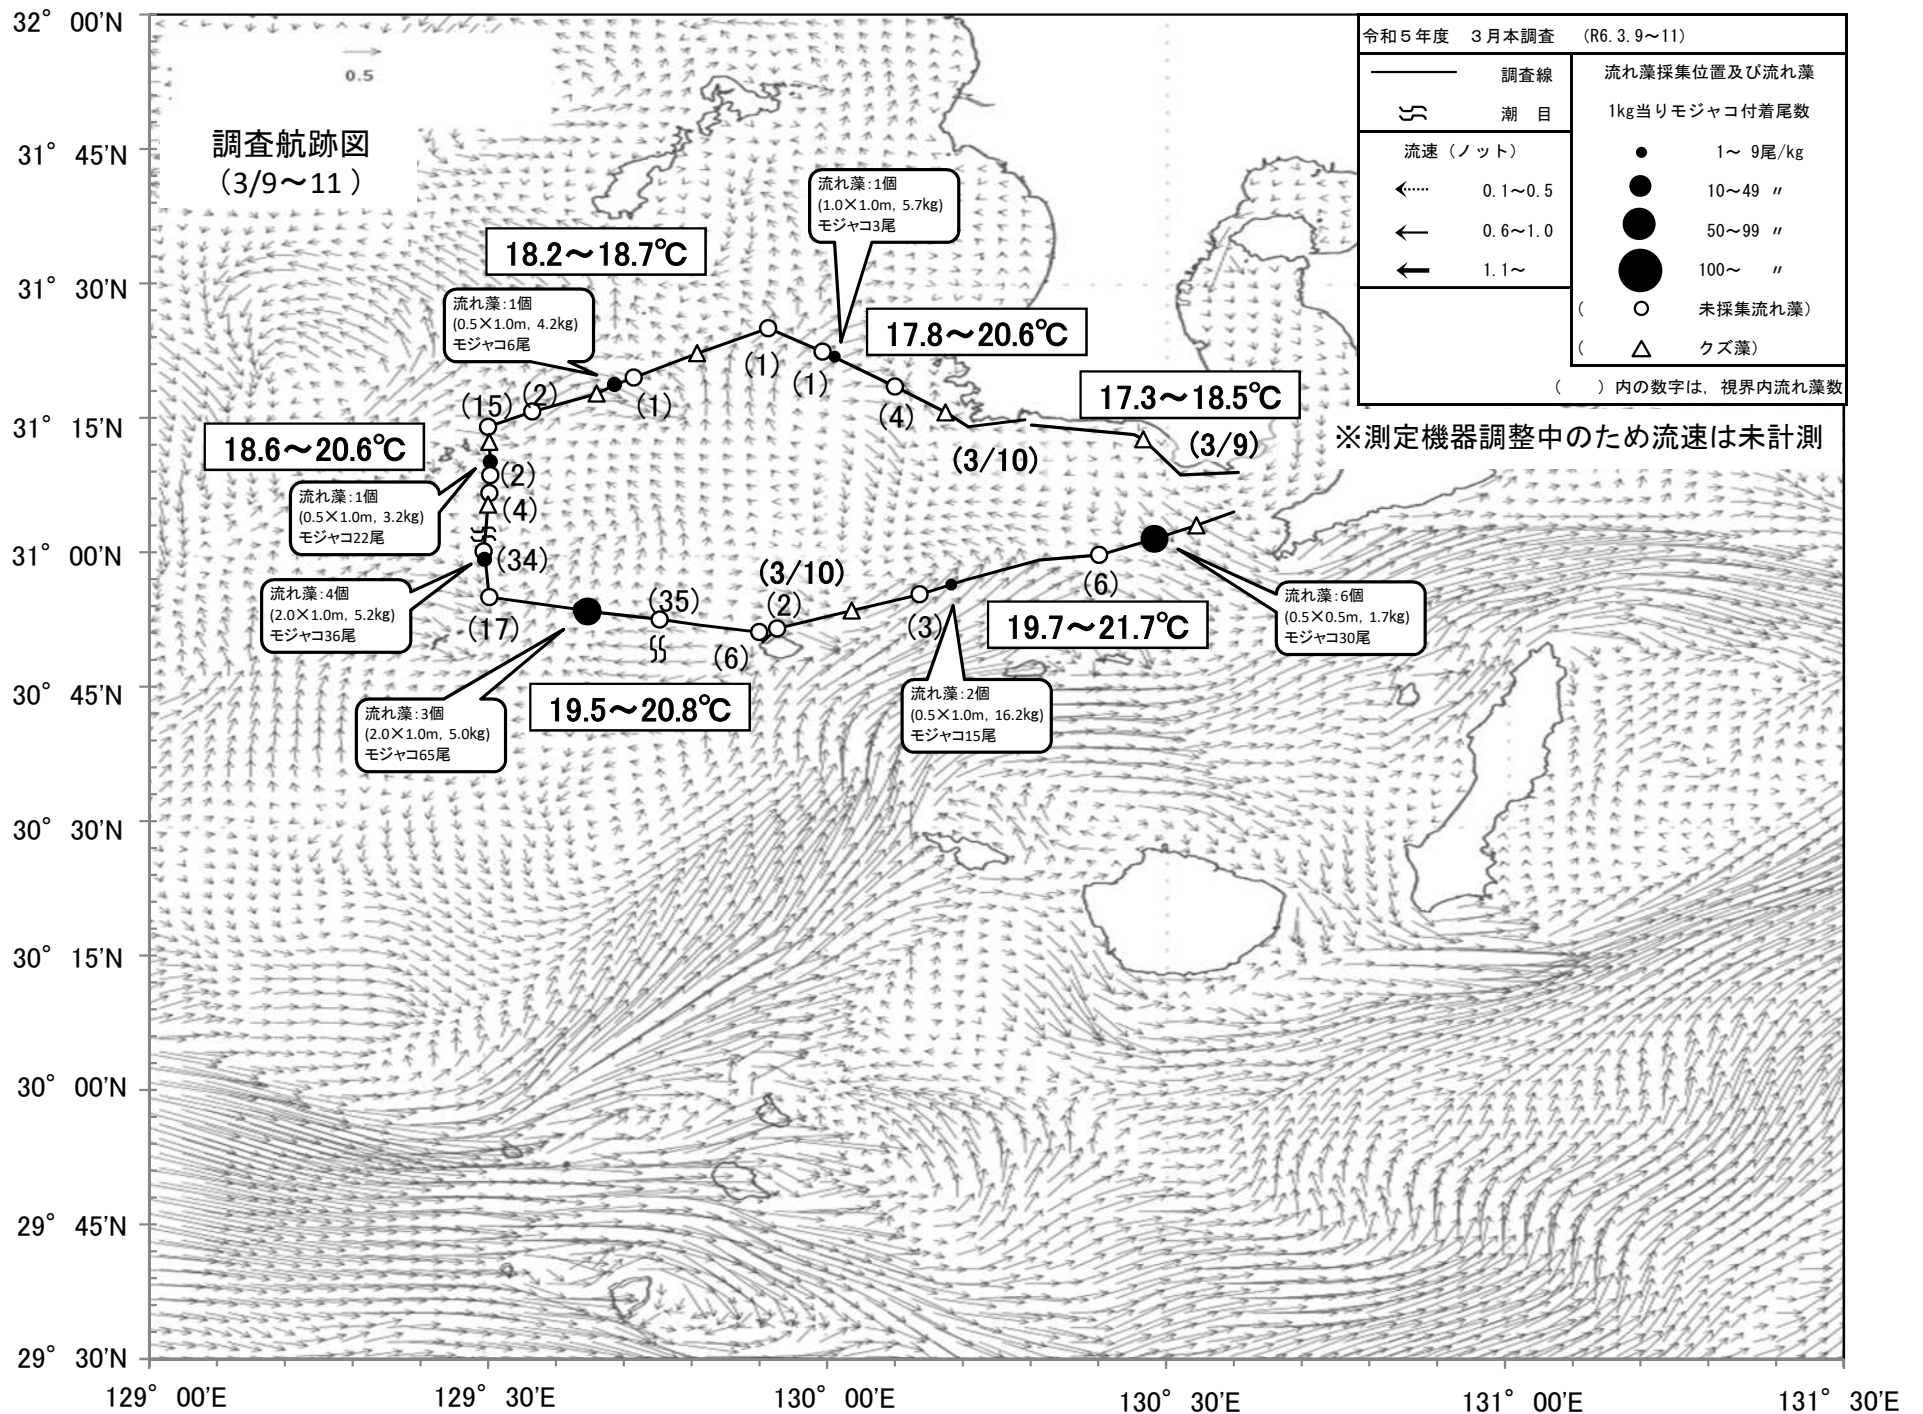 32° 00′N
31° 45′N
31° 30′N
31° 15′N
31° 00′N
30° 45′N
30° 30′N
30° 15′N
30° 00′N
29° 45′N
29° 30′N
129° 00′E
129° 30′E
130° 00′E
130° 30′E
131° 00′E
131° 30′E
0.5
調査航跡図
（3/9～11）
令和５年度 ３月本調査 (R6.3.9～11)
調査線
潮 目
流速（ノット）
0.1～0.5
0.6～1.0
1.1～
流れ藻採集位置及び流れ藻
1kg当りモジャコ付着尾数
1～ 9尾/kg
10～49 〃
50～99 〃
100～ 〃
( ○ 未採集流れ藻)
( △ クズ藻)
（ ）内の数字は，視界内流れ藻数
※測定機器調整中のため流速は未計測
流れ藻：1個
(1.0×1.0m, 5.7kg)
モジャコ3尾
18.2～18.7℃
流れ藻：1個
(0.5×1.0m, 4.2kg)
モジャコ6尾
17.8～20.6℃
(1)
(1)
(1)
(2)
(15)
(4)
17.3～18.5℃
(3/9)
(3/10)
18.6～20.6℃
(2)
(4)
流れ藻：1個
(0.5×1.0m, 3.2kg)
モジャコ22尾
(34)
流れ藻：4個
(2.0×1.0m, 5.2kg)
モジャコ36尾
(17)
(35)
(3/10)
(2)
(6)
(3)
(6)
19.7～21.7℃
流れ藻：6個
(0.5×0.5m, 1.7kg)
モジャコ30尾
流れ藻：3個
(2.0×1.0m, 5.0kg)
モジャコ65尾
19.5～20.8℃
流れ藻：2個
(0.5×1.0m, 16.2kg)
モジャコ15尾